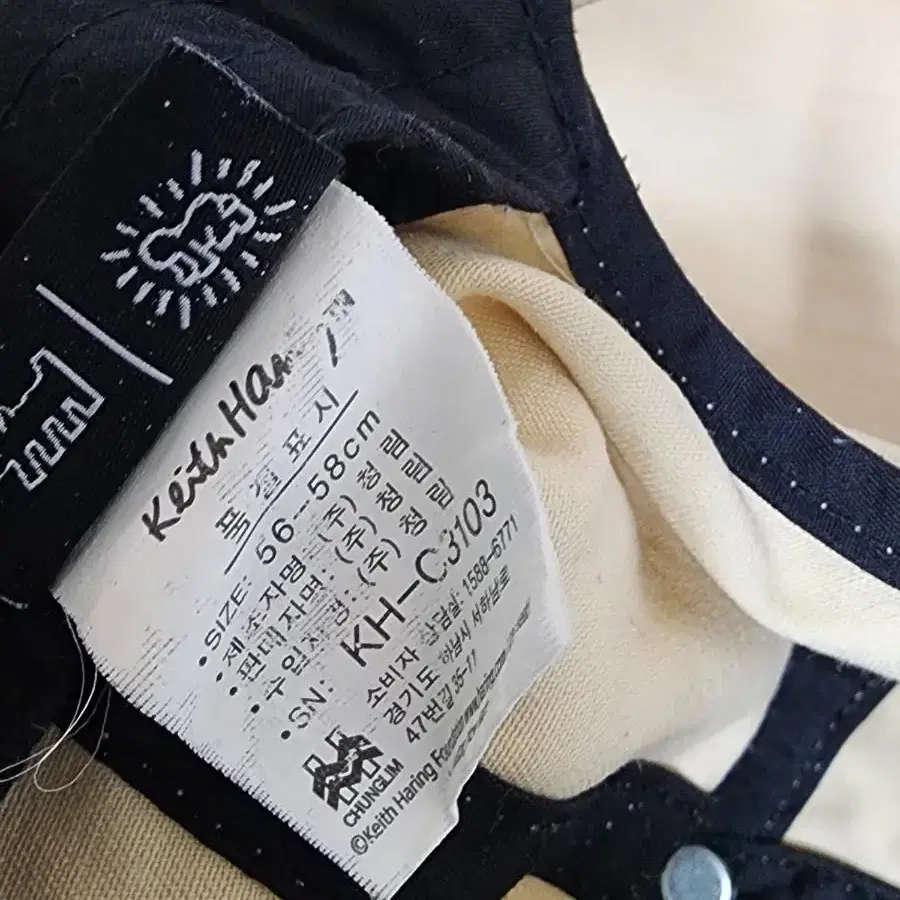 Keith Haring™
품질표시
• SIZE: 56-58cm
• 제조자명: (주) 청림
• 판매자명: (주) 청림
• 수입자명: (주) 청림
• SN: KH-C3103
소비자 상담실: 1588-6771
경기도 하남시 서하남로
47번길 36-11
CHUNGLIM
©Keith Haring Foundation